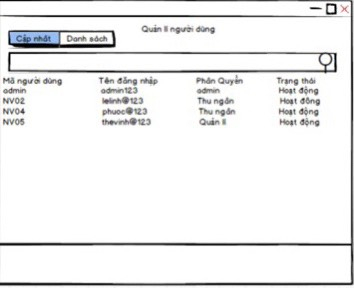 Quản lí người dùng
Cập nhât Danh sách
Mã người dùng Tên đăng nhập Phân Quyền Trạng thái
admin admin123 admin Hoạt động
NV02 lelinh@123 Thu ngân Hoạt động
NV04 phuoc@123 Thu ngân Hoạt động
NV05 thevinh@123 Quản lí Hoạt động